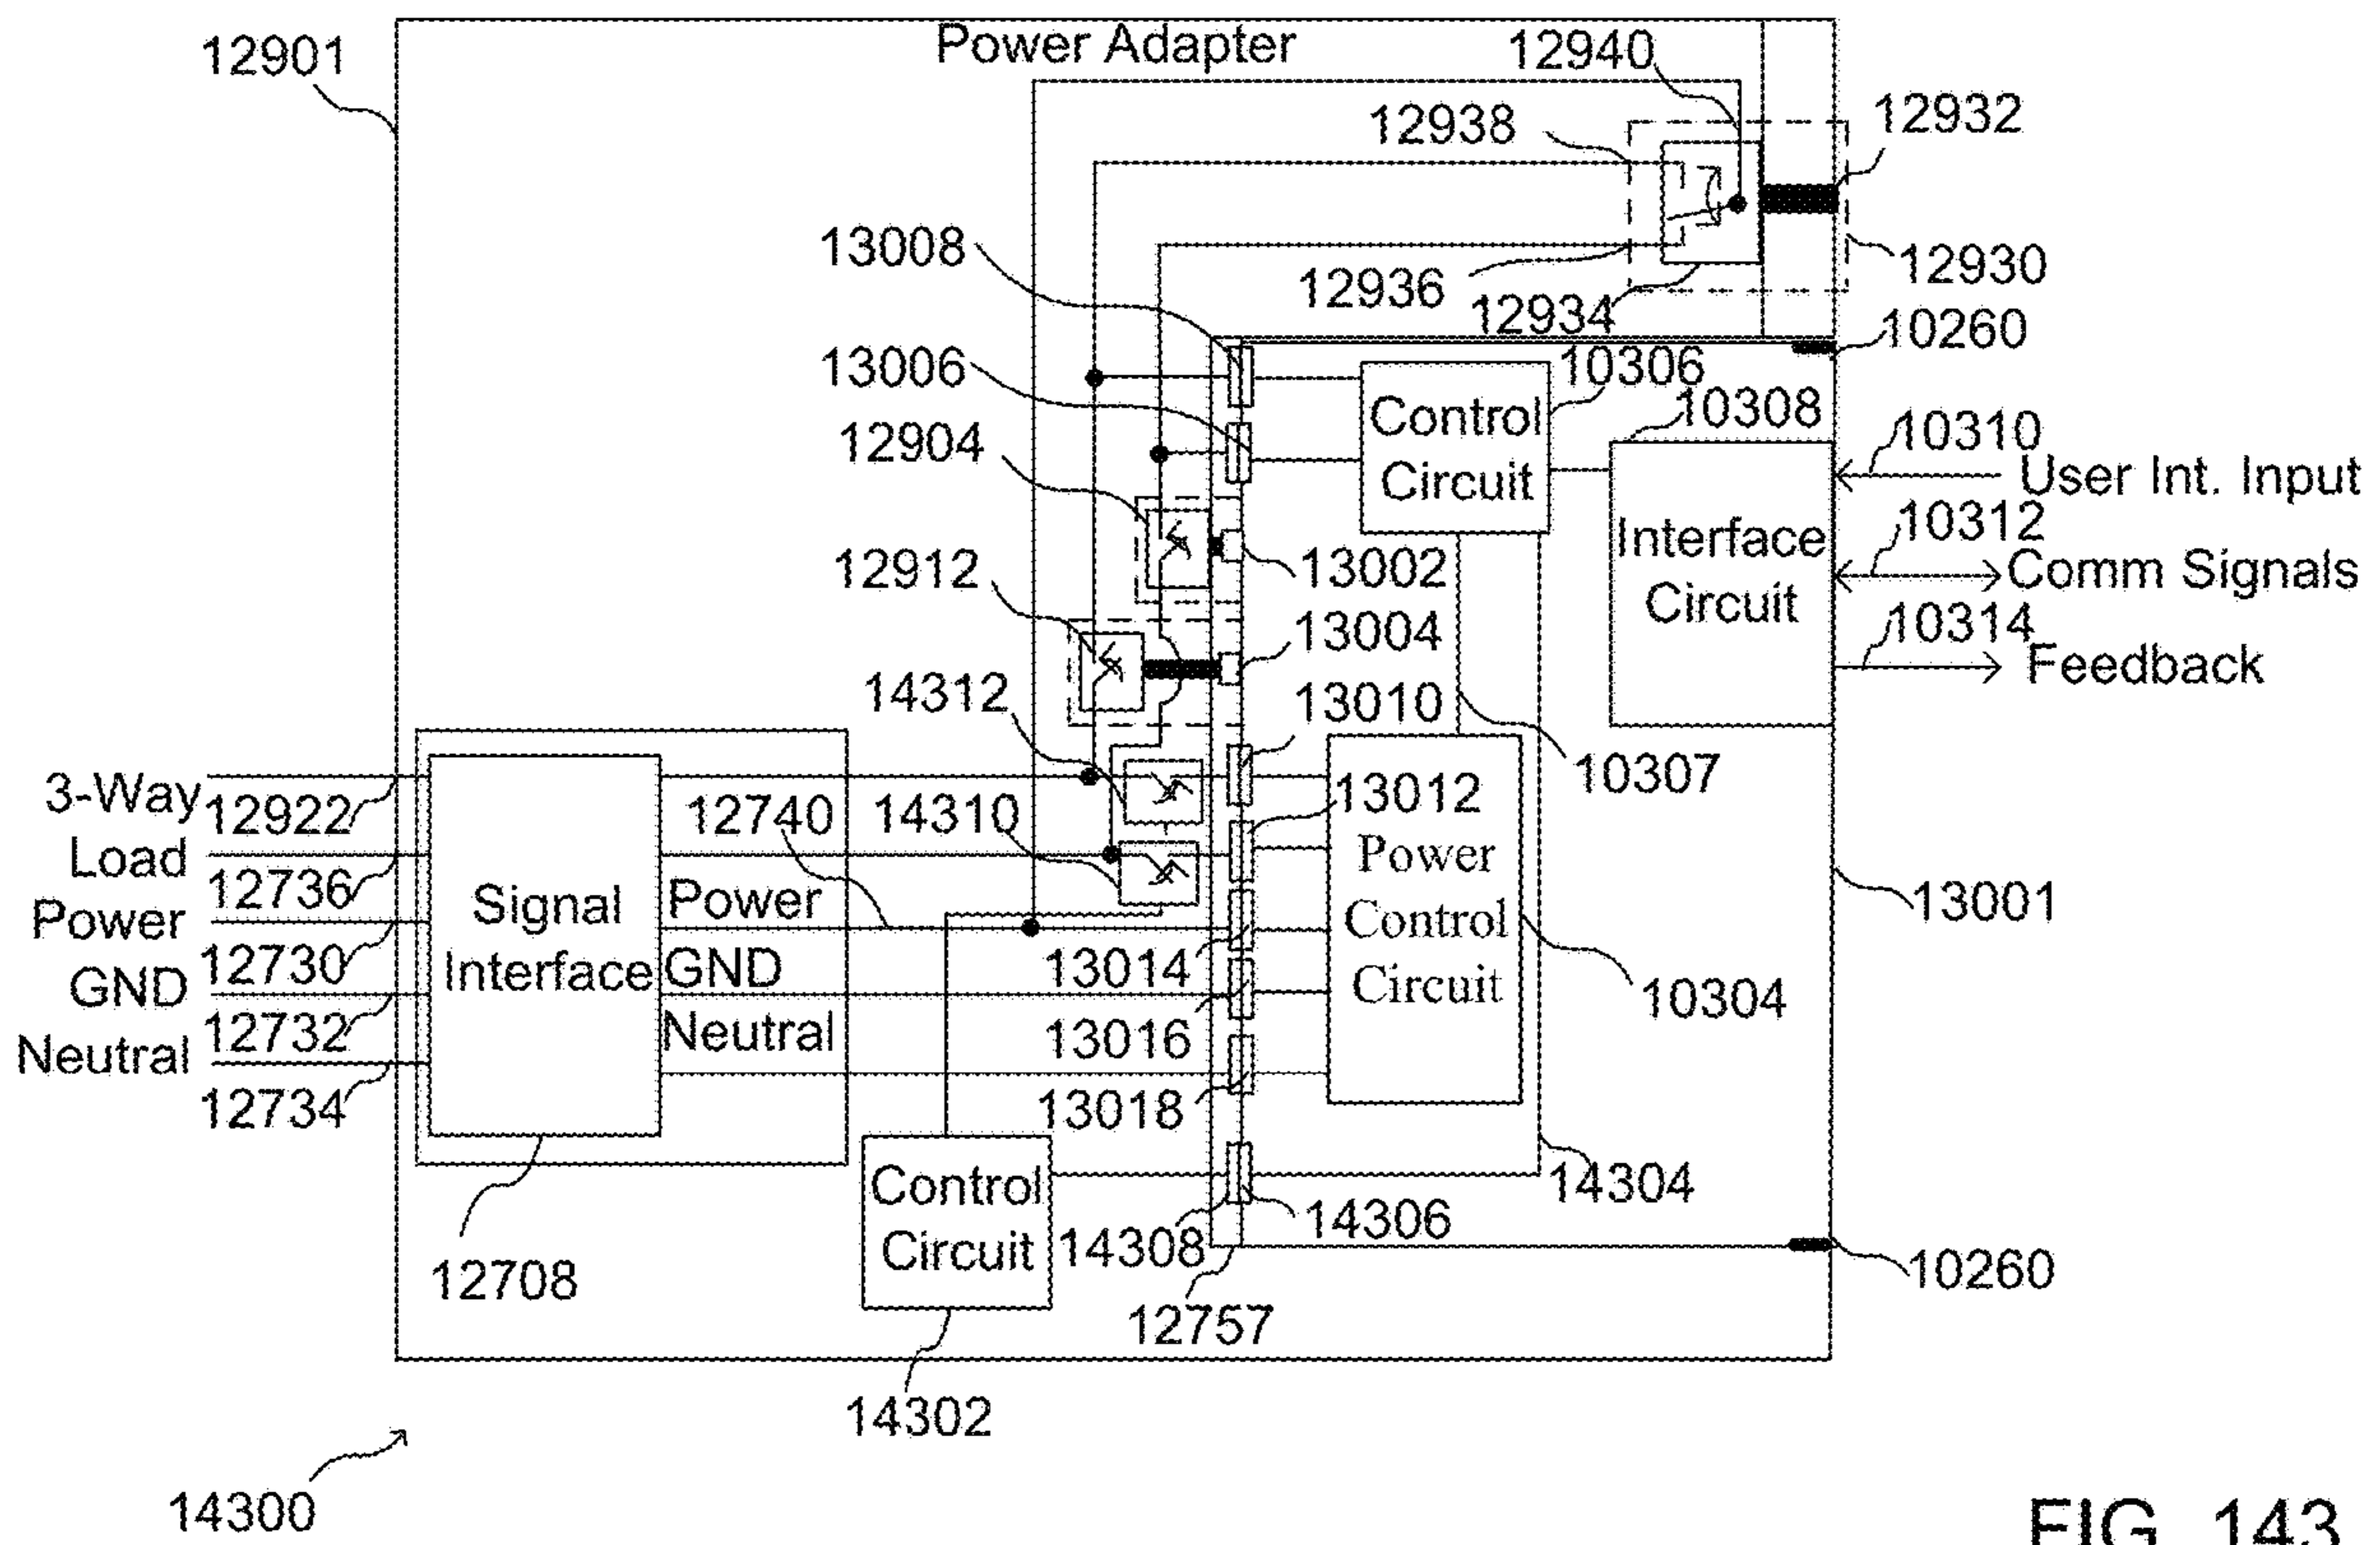 Power Adapter
12901
12940
12938
12932
13008
12936
12934
12930
10260
13006
10306
10308
12904
Control
Circuit
10310
User Int. Input
10312
Comm Signals
12912
13002
Interface
Circuit
10314
Feedback
13004
14312
13010
10307
3-Way
12922
12740
14310
13012
Load
12736
Power
12730
Signal
Interface
Power
GND
Neutral
Power
Control
Circuit
13001
GND
12732
13014
10304
Neutral
12734
13016
13018
14304
Control
Circuit
14308
14306
12708
12757
10260
14302
14300
FIG. 143